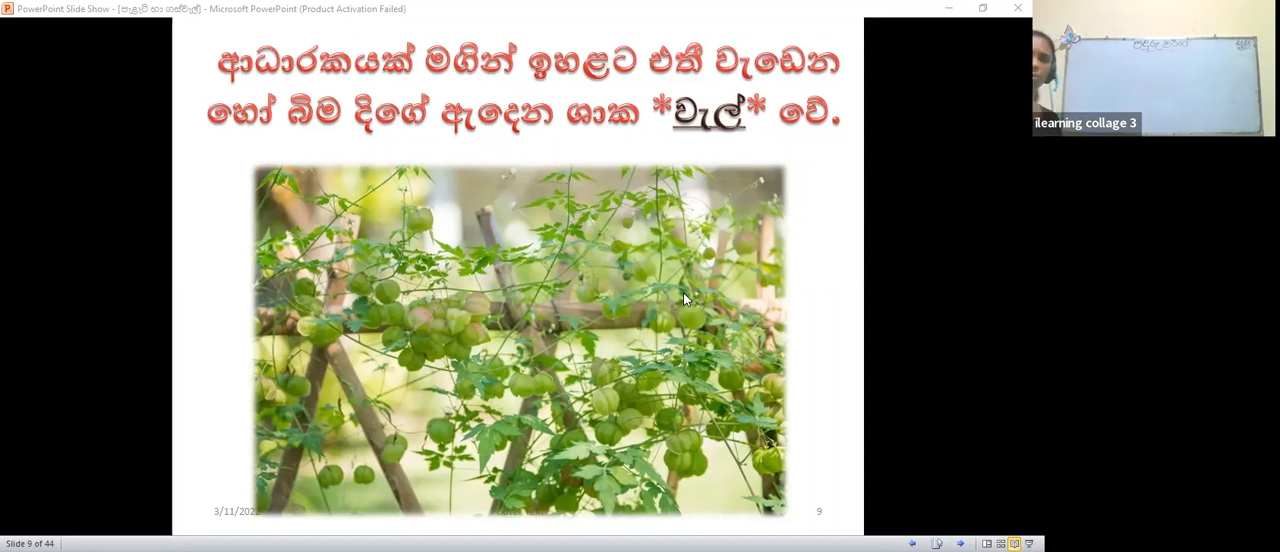 PowerPoint Slide Show - [පැළෑටි හා ගස්වැල්] - Microsoft PowerPoint (Product Activation Failed)
ආධාරකයක් මගින් ඉහළට එතී වැඩෙන
හෝ බිම දිගේ ඇදෙන ශාක *වැල්* වේ.
ilearning collage 3
3/11/2022
9
Slide 9 of 44